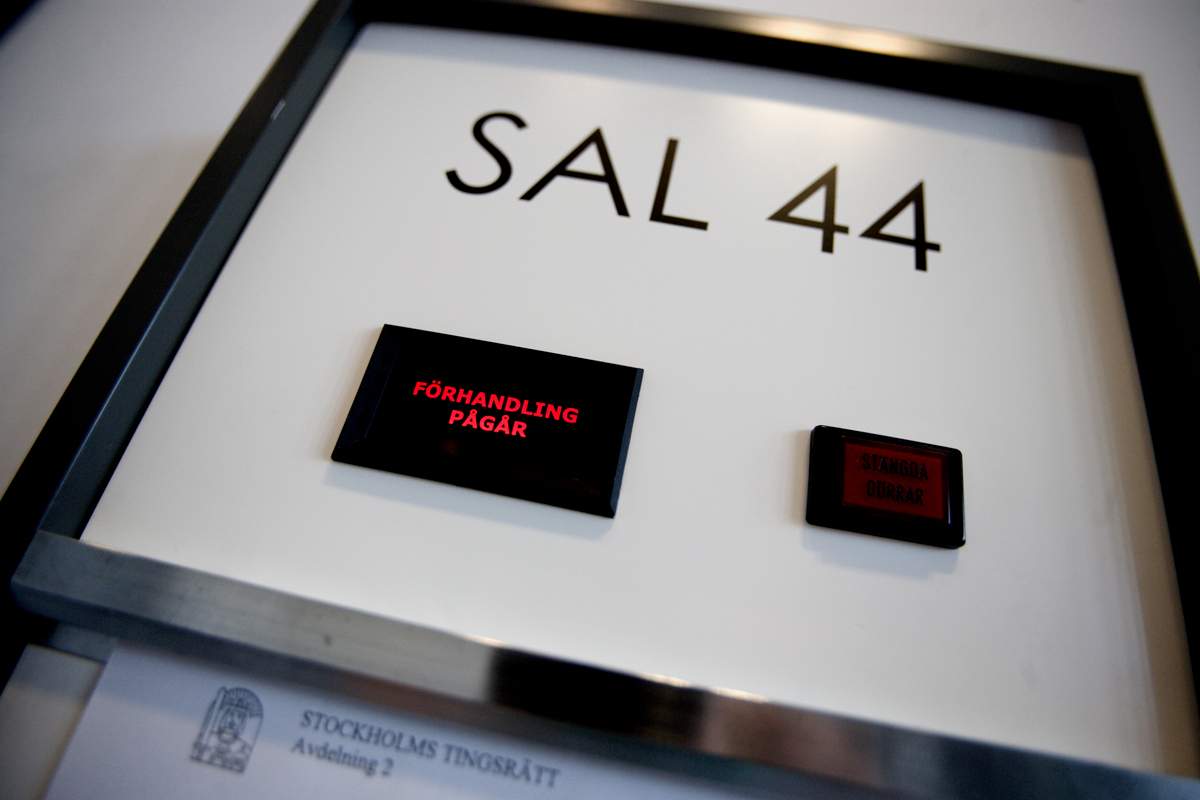 SAL 44
FÖRHANDLING
PÅGÅR
STÄNGDA
DÖRRAR
STOCKHOLMS TINGSRÄTT
Avdelning 2